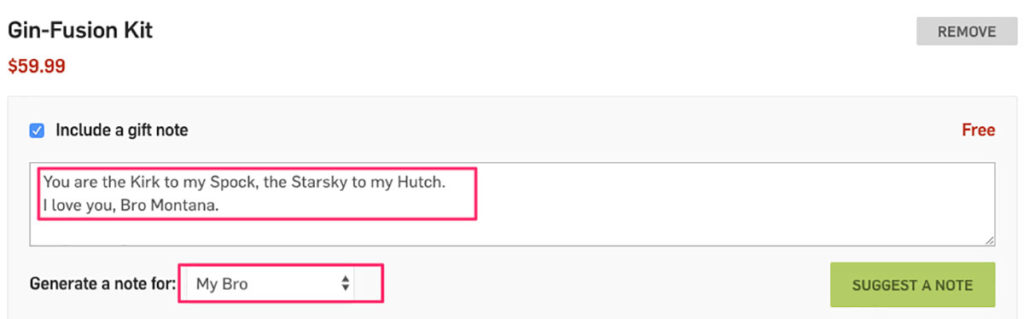 Gin-Fusion Kit
REMOVE
$59.99
Include a gift note
Free
You are the Kirk to my Spock, the Starsky to my Hutch.
I love you, Bro Montana.
Generate a note for:
My Bro
SUGGEST A NOTE